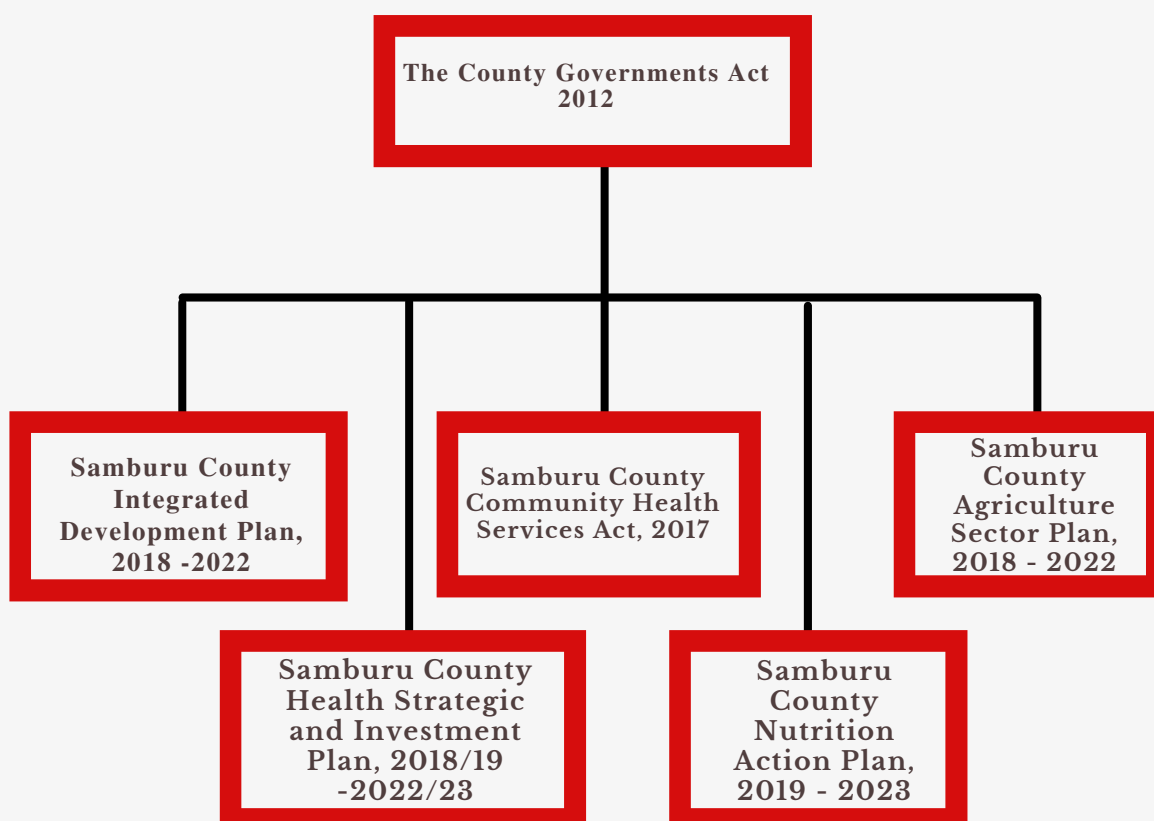 The County Governments Act
2012
Samburu County
Integrated
Development Plan,
2018 -2022
Samburu County
Community Health
Services Act, 2017
Samburu
County
Agriculture
Sector Plan,
2018 - 2022
Samburu County
Health Strategic
and Investment
Plan, 2018/19
-2022/23
Samburu
County
Nutrition
Action Plan,
2019 - 2023